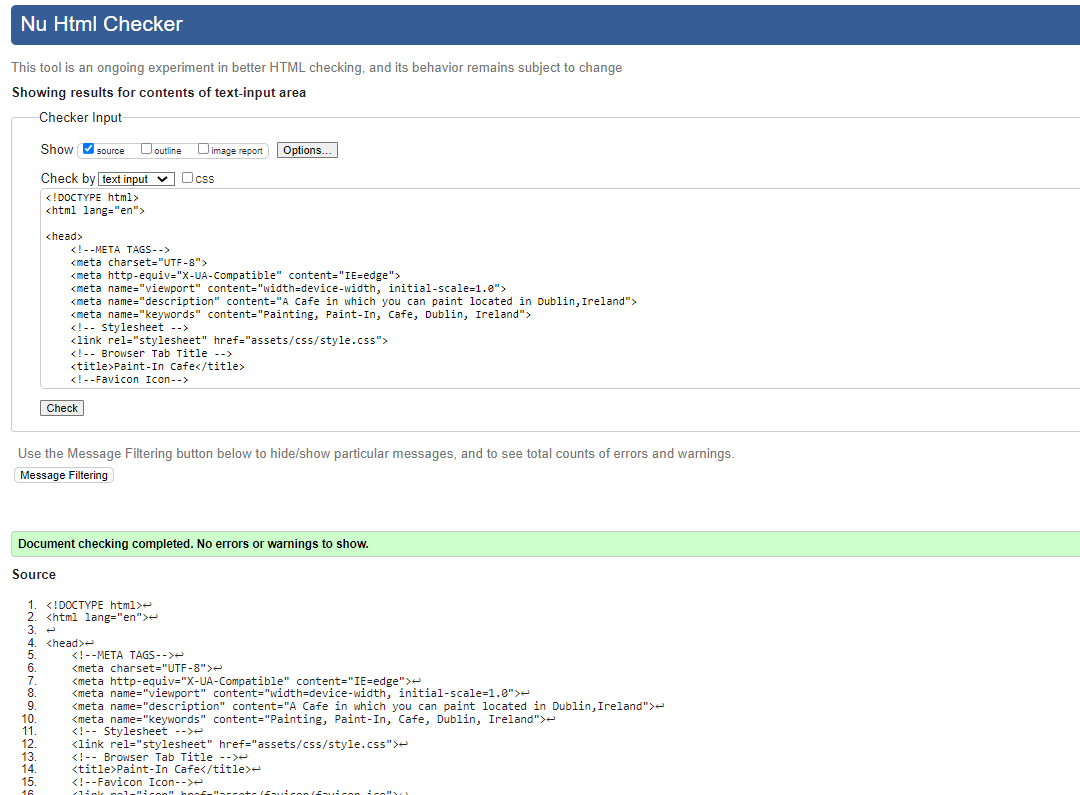 Nu Html Checker
This tool is an ongoing experiment in better HTML checking, and its behavior remains subject to change
Showing results for contents of text-input area
Checker Input
Show source outline image report Options...
Check by text input css
<!DOCTYPE html>
<html lang="en">
<head>
<!--META TAGS-->
<meta charset="UTF-8">
<meta http-equiv="X-UA-Compatible" content="IE=edge">
<meta name="viewport" content="width=device-width, initial-scale=1.0">
<meta name="description" content="A Cafe in which you can paint located in Dublin,Ireland">
<meta name="keywords" content="Painting, Paint-In, Cafe, Dublin, Ireland">
<!-- Stylesheet -->
<link rel="stylesheet" href="assets/css/style.css">
<!-- Browser Tab Title -->
<title>Paint-In Cafe</title>
<!--Favicon Icon-->
Check
Use the Message Filtering button below to hide/show particular messages, and to see total counts of errors and warnings.
Message Filtering
Document checking completed. No errors or warnings to show.
Source
1. <!DOCTYPE html>↩
2. <html lang="en">↩
3. ↩
4. <head>↩
5. <!--META TAGS-->↩
6. <meta charset="UTF-8">↩
7. <meta http-equiv="X-UA-Compatible" content="IE=edge">↩
8. <meta name="viewport" content="width=device-width, initial-scale=1.0">↩
9. <meta name="description" content="A Cafe in which you can paint located in Dublin,Ireland">↩
10. <meta name="keywords" content="Painting, Paint-In, Cafe, Dublin, Ireland">↩
11. <!-- Stylesheet -->↩
12. <link rel="stylesheet" href="assets/css/style.css">↩
13. <!-- Browser Tab Title -->↩
14. <title>Paint-In Cafe</title>↩
15. <!--Favicon Icon-->↩
16. <link rel="icon" href="assets/favicon/favicon.ico">↩